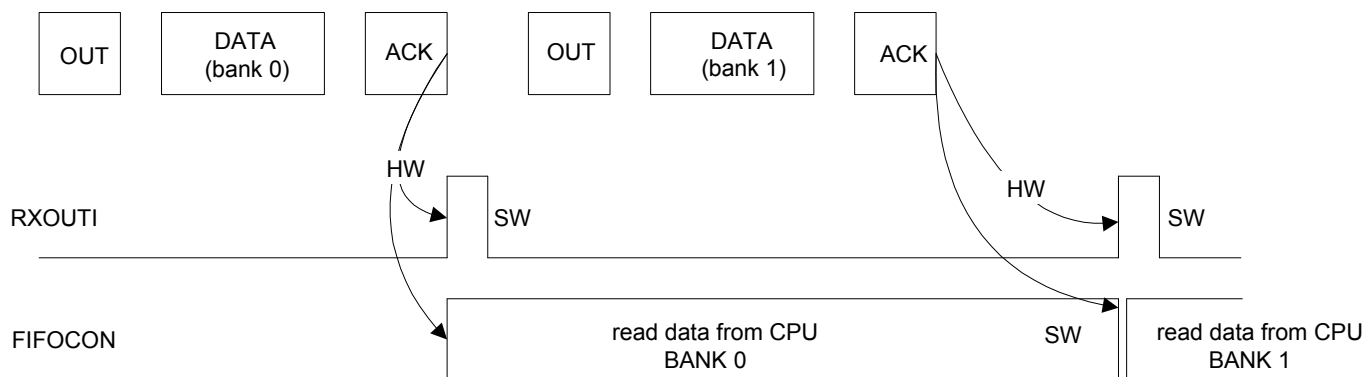 OUT
DATA
(bank 0)
ACK
OUT
DATA
(bank 1)
ACK
HW
HW
RXOUTI
SW
SW
FIFOCON
read data from CPU
BANK 0
SW
read data from CPU
BANK 1